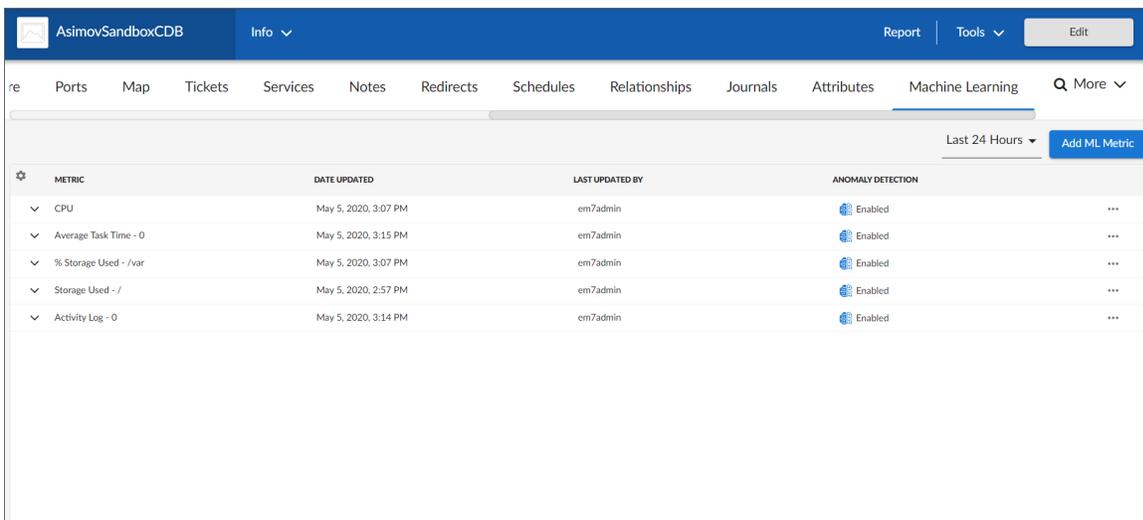 AsimovSandboxCDB Info Report Tools Edit
re Ports Map Tickets Services Notes Redirects Schedules Relationships Journals Attributes Machine Learning More
Last 24 Hours Add ML Metric
METRIC DATE UPDATED LAST UPDATED BY ANOMALY DETECTION
CPU May 5, 2020, 3:07 PM em7admin Enabled ...
Average Task Time - 0 May 5, 2020, 3:15 PM em7admin Enabled ...
% Storage Used - /var May 5, 2020, 3:07 PM em7admin Enabled ...
Storage Used - / May 5, 2020, 2:57 PM em7admin Enabled ...
Activity Log - 0 May 5, 2020, 3:14 PM em7admin Enabled ...